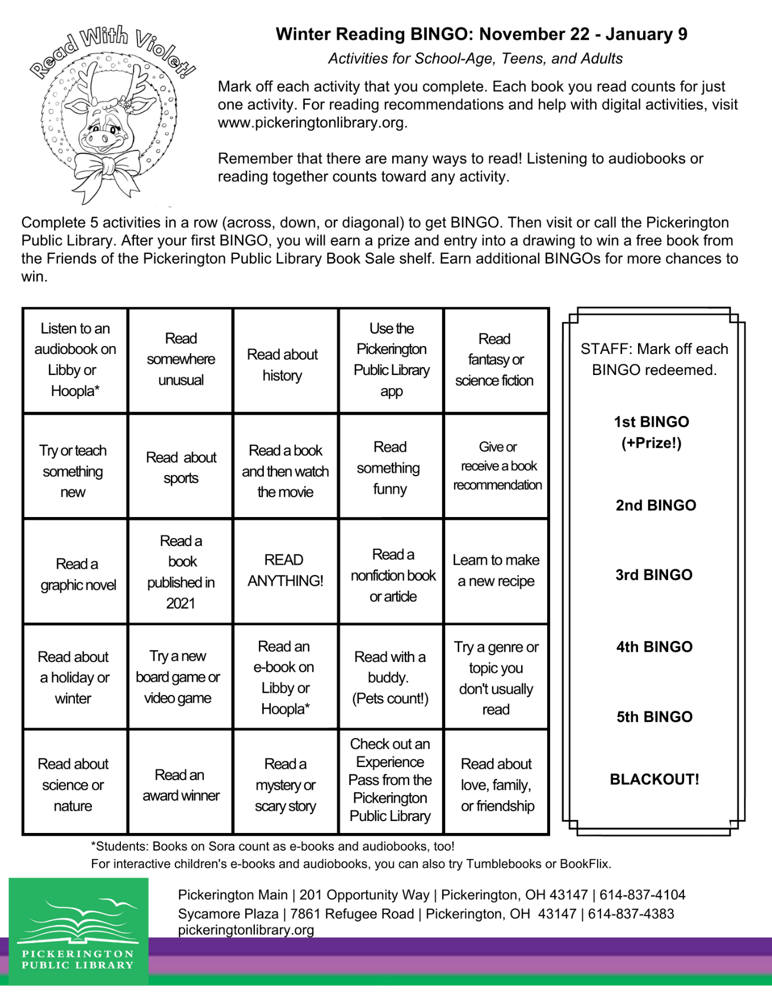 Read With Violet!
Winter Reading BINGO: November 22 - January 9
Activities for School-Age, Teens, and Adults
Mark off each activity that you complete. Each book you read counts for just
one activity. For reading recommendations and help with digital activities, visit
www.pickeringtonlibrary.org.
Remember that there are many ways to read! Listening to audiobooks or
reading together counts toward any activity.
Complete 5 activities in a row (across, down, or diagonal) to get BINGO. Then visit or call the Pickerington
Public Library. After your first BINGO, you will earn a prize and entry into a drawing to win a free book from
the Friends of the Pickerington Public Library Book Sale shelf. Earn additional BINGOs for more chances to
win.
Listen to an
audiobook on
Libby or
Hoopla*
Read
somewhere
unusual
Read about
history
Use the
Pickerington
Public Library
app
Read
fantasy or
science fiction
Try or teach
something
new
Read about
sports
Read a book
and then watch
the movie
Read
something
funny
Give or
receive a book
recommendation
Read a
graphic novel
Read a
book
published in
2021
READ
ANYTHING!
Read a
nonfiction book
or article
Learn to make
a new recipe
Read about
a holiday or
winter
Try a new
board game or
video game
Read an
e-book on
Libby or
Hoopla*
Read with a
buddy.
(Pets count!)
Try a genre or
topic you
don't usually
read
Read about
science or
nature
Read an
award winner
Read a
mystery or
scary story
Check out an
Experience
Pass from the
Pickerington
Public Library
Read about
love, family,
or friendship
STAFF: Mark off each
BINGO redeemed.
1st BINGO
(+Prize!)
2nd BINGO
3rd BINGO
4th BINGO
5th BINGO
BLACKOUT!
*Students: Books on Sora count as e-books and audiobooks, too!
For interactive children's e-books and audiobooks, you can also try Tumblebooks or BookFlix.
Pickerington Main | 201 Opportunity Way | Pickerington, OH 43147 | 614-837-4104
Sycamore Plaza | 7861 Refugee Road | Pickerington, OH 43147 | 614-837-4383
pickeringtonlibrary.org
PICKERINGTON
PUBLIC LIBRARY